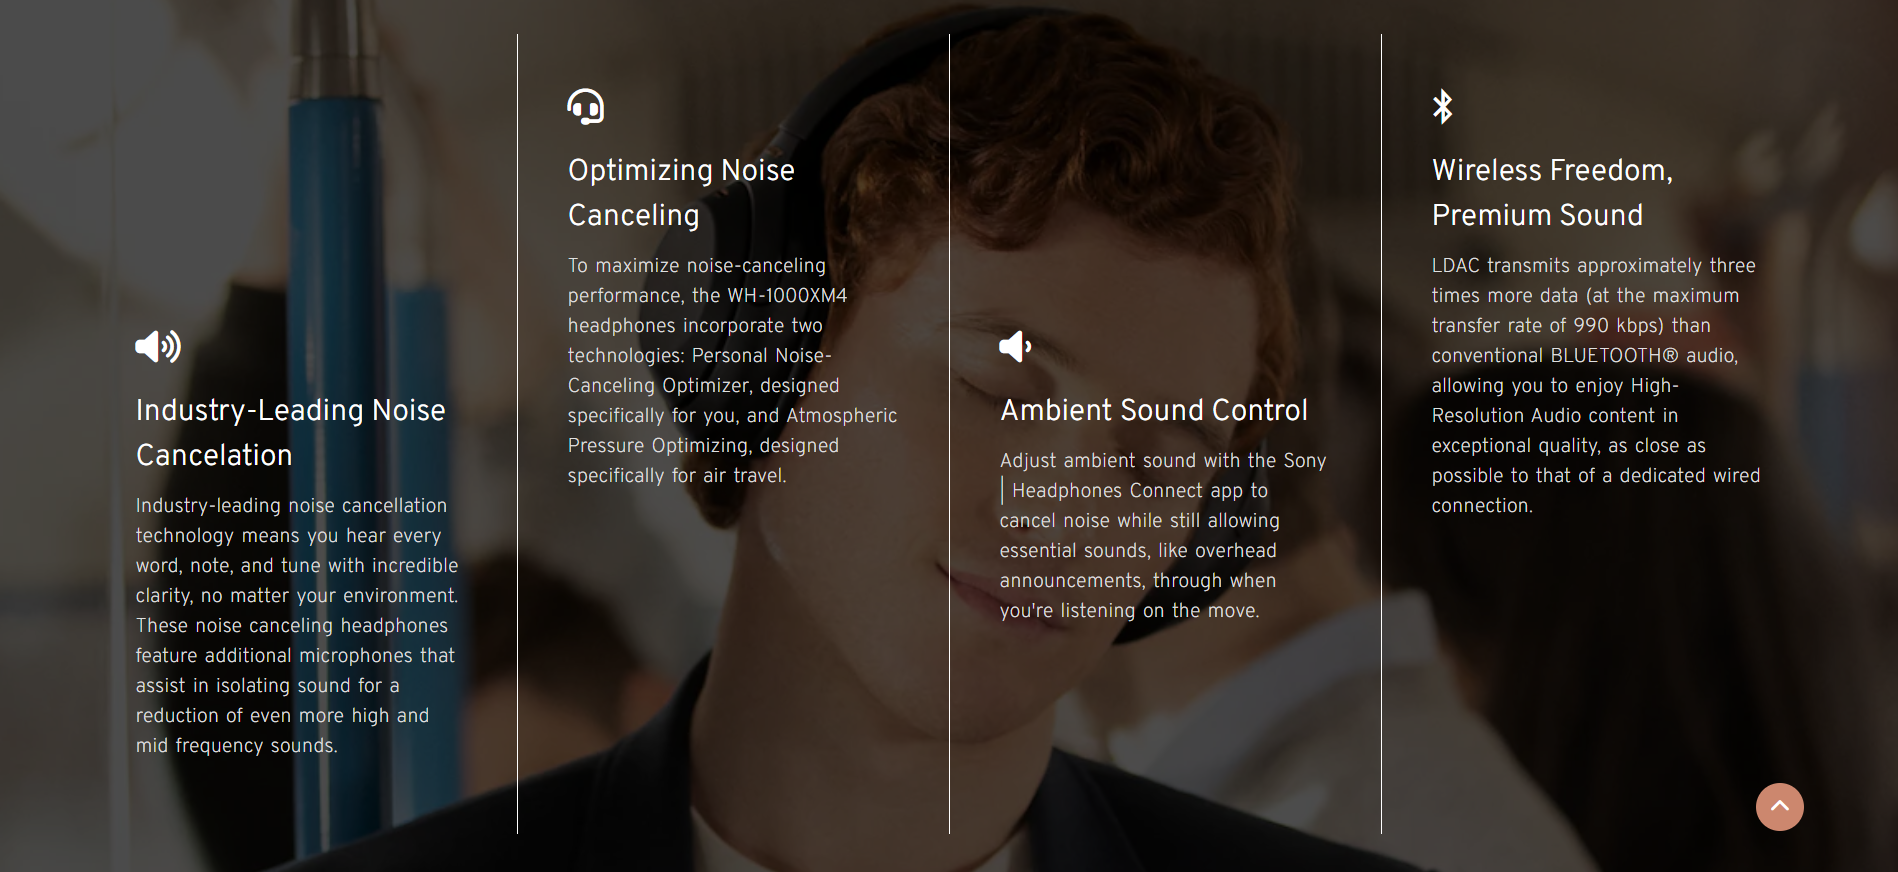 Industry-Leading Noise
Cancelation
Industry-leading noise cancellation
technology means you hear every
word, note, and tune with incredible
clarity, no matter your environment.
These noise canceling headphones
feature additional microphones that
assist in isolating sound for a
reduction of even more high and
mid frequency sounds.
Optimizing Noise
Canceling
To maximize noise-canceling
performance, the WH-1000XM4
headphones incorporate two
technologies: Personal Noise-
Canceling Optimizer, designed
specifically for you, and Atmospheric
Pressure Optimizing, designed
specifically for air travel.
Ambient Sound Control
Adjust ambient sound with the Sony
| Headphones Connect app to
cancel noise while still allowing
essential sounds, like overhead
announcements, through when
you're listening on the move.
Wireless Freedom,
Premium Sound
LDAC transmits approximately three
times more data (at the maximum
transfer rate of 990 kbps) than
conventional BLUETOOTH® audio,
allowing you to enjoy High-
Resolution Audio content in
exceptional quality, as close as
possible to that of a dedicated wired
connection.